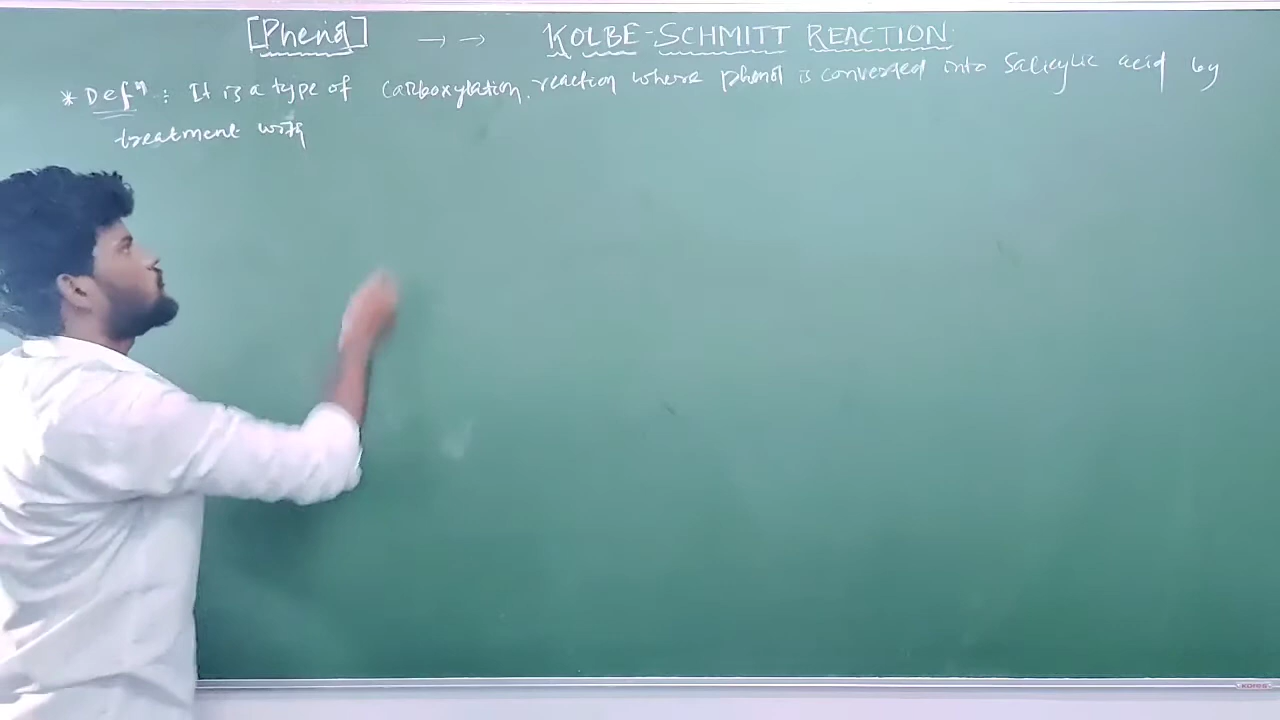 [Phenol] → → KOLBE-SCHMITT REACTION
* Defⁿ : It is a type of carboxylation reaction where phenol is converted into salicylic acid by
treatment with
KORES